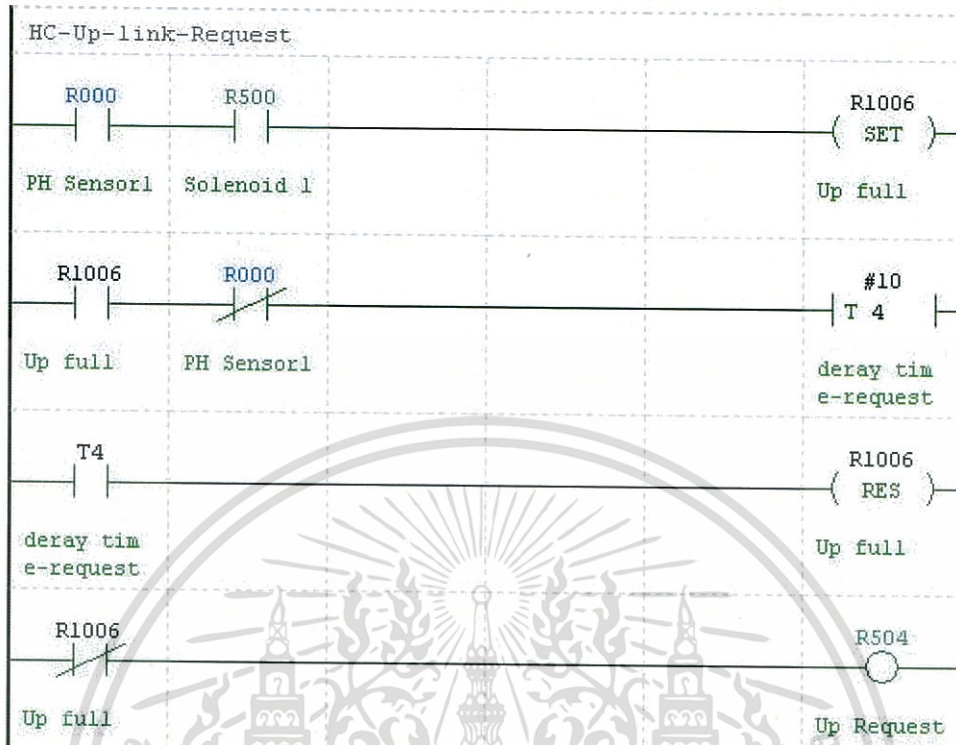 HC-Up-link-Request
R000 R500 R1006
SET
PH Sensor1 Solenoid 1 Up full
R1006 R000 #10
T 4
Up full PH Sensor1 deray tim
e-request
T4 R1006
RES
deray tim Up full
e-request
R1006 R504
Up full Up Request